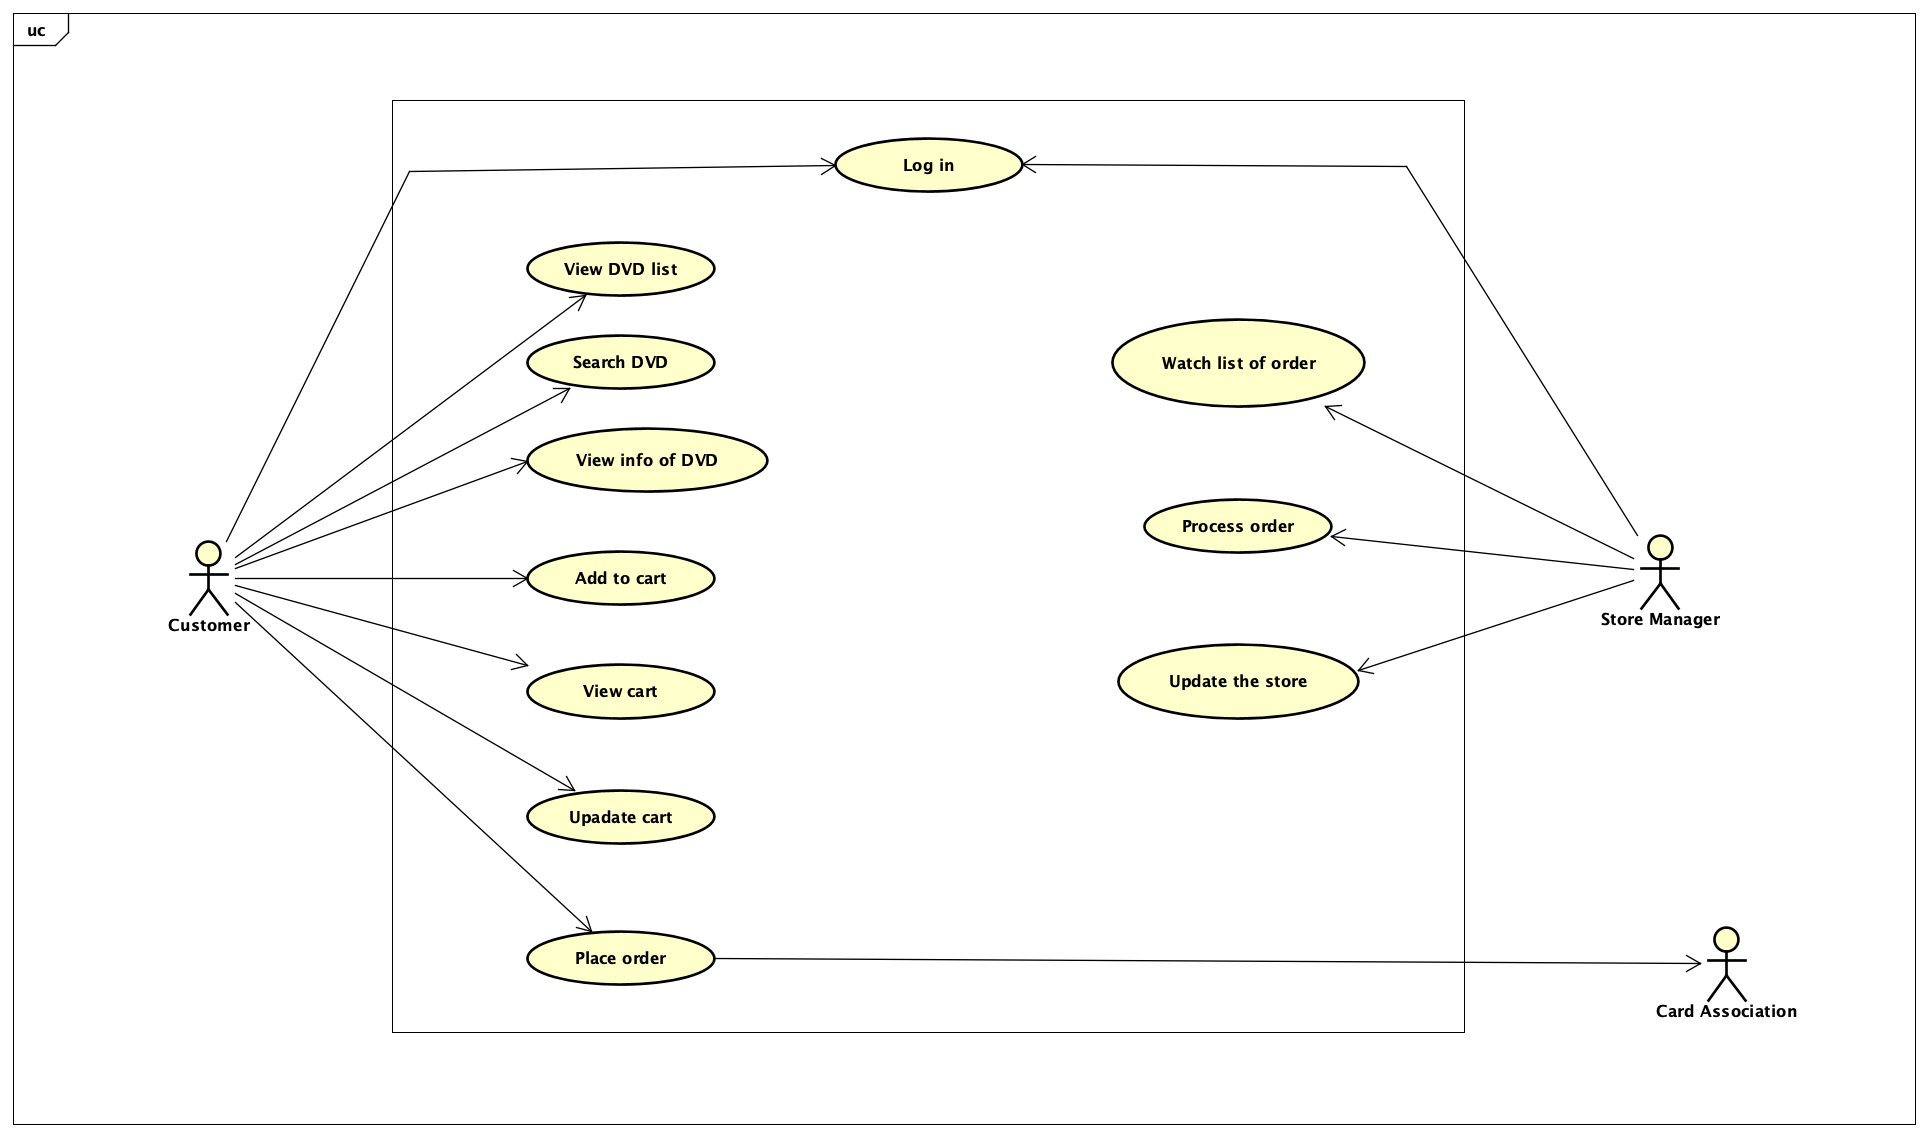 uc
Log in
View DVD list
Search DVD
Watch list of order
View info of DVD
Process order
Add to cart
Customer
Store Manager
View cart
Update the store
Upadate cart
Place order
Card Association